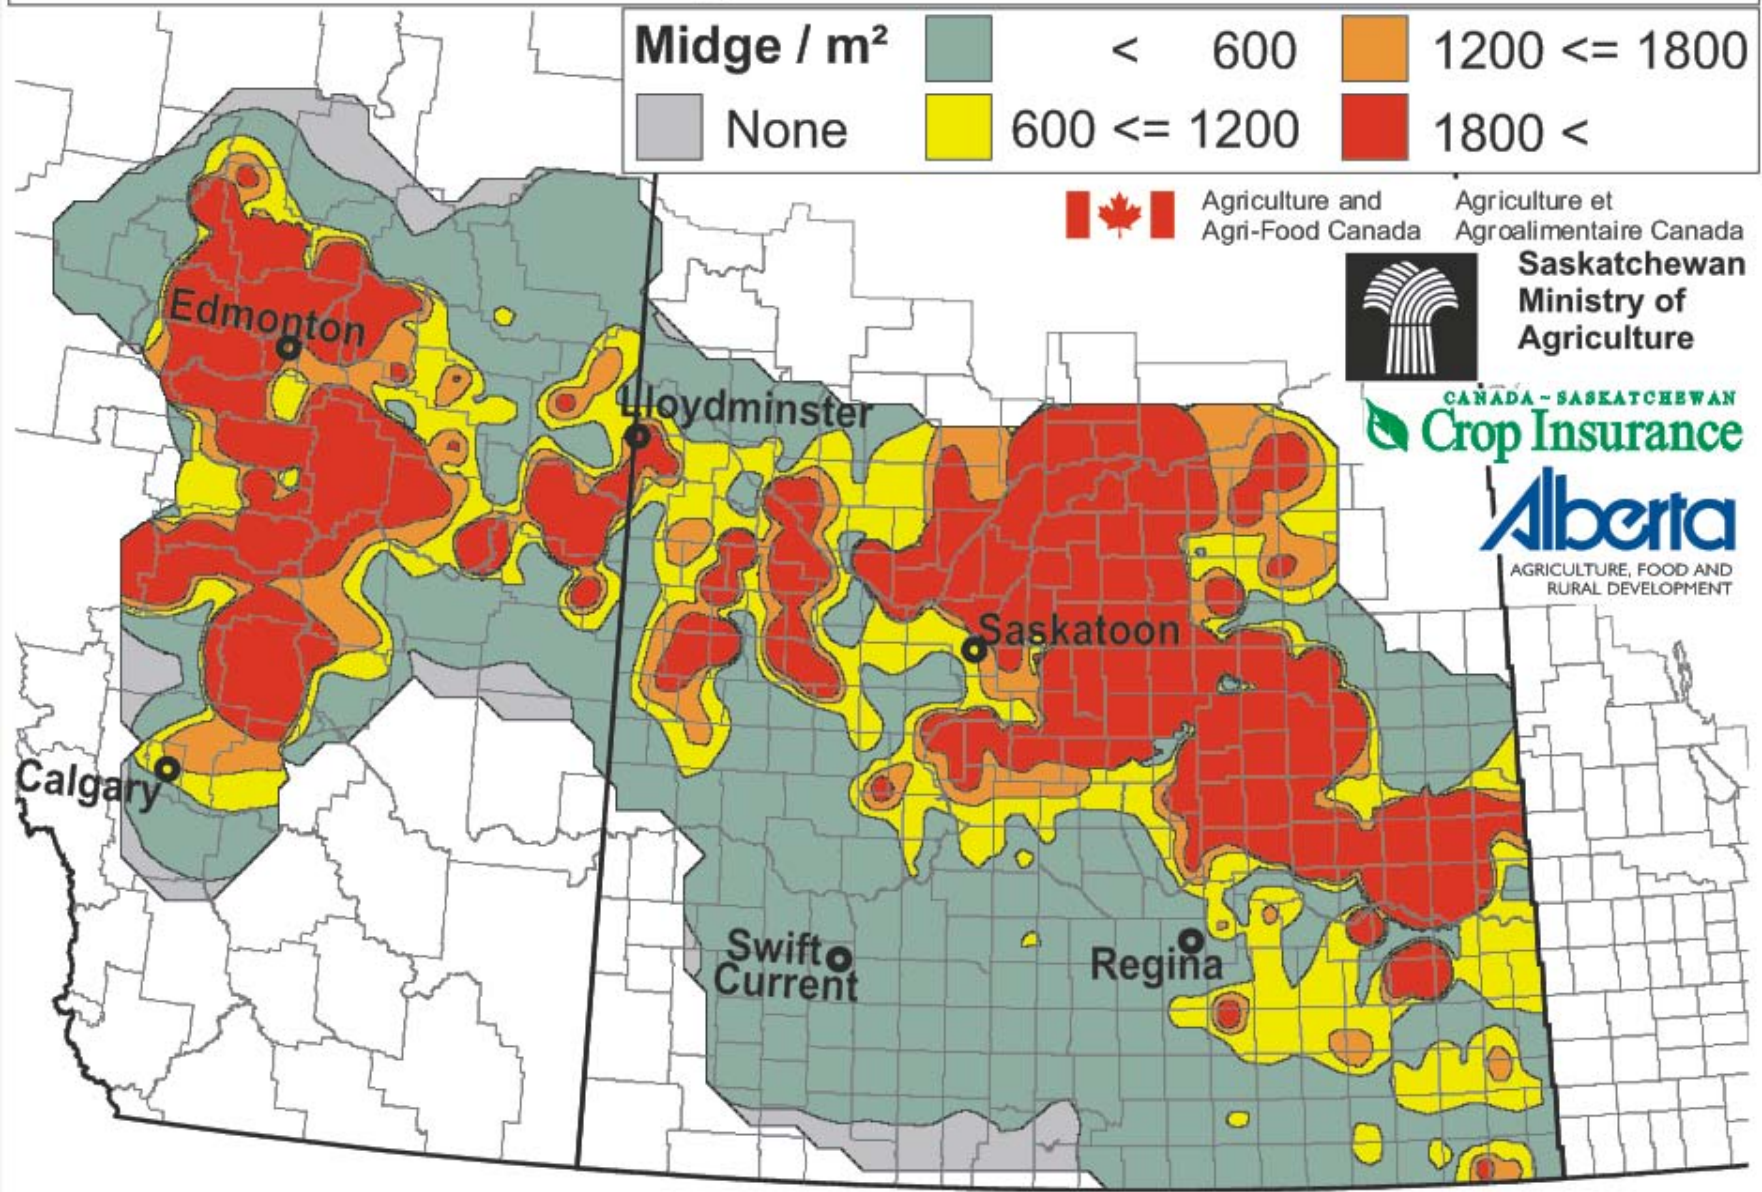 Midge / m²
< 600
1200 <= 1800
None
600 <= 1200
1800 <
Agriculture and
Agri-Food Canada
Agriculture et
Agroalimentaire Canada
Saskatchewan
Ministry of
Agriculture
CANADA - SASKATCHEWAN
Crop Insurance
Alberta
AGRICULTURE, FOOD AND
RURAL DEVELOPMENT
Edmonton
Lloydminster
Saskatoon
Calgary
Swift
Current
Regina